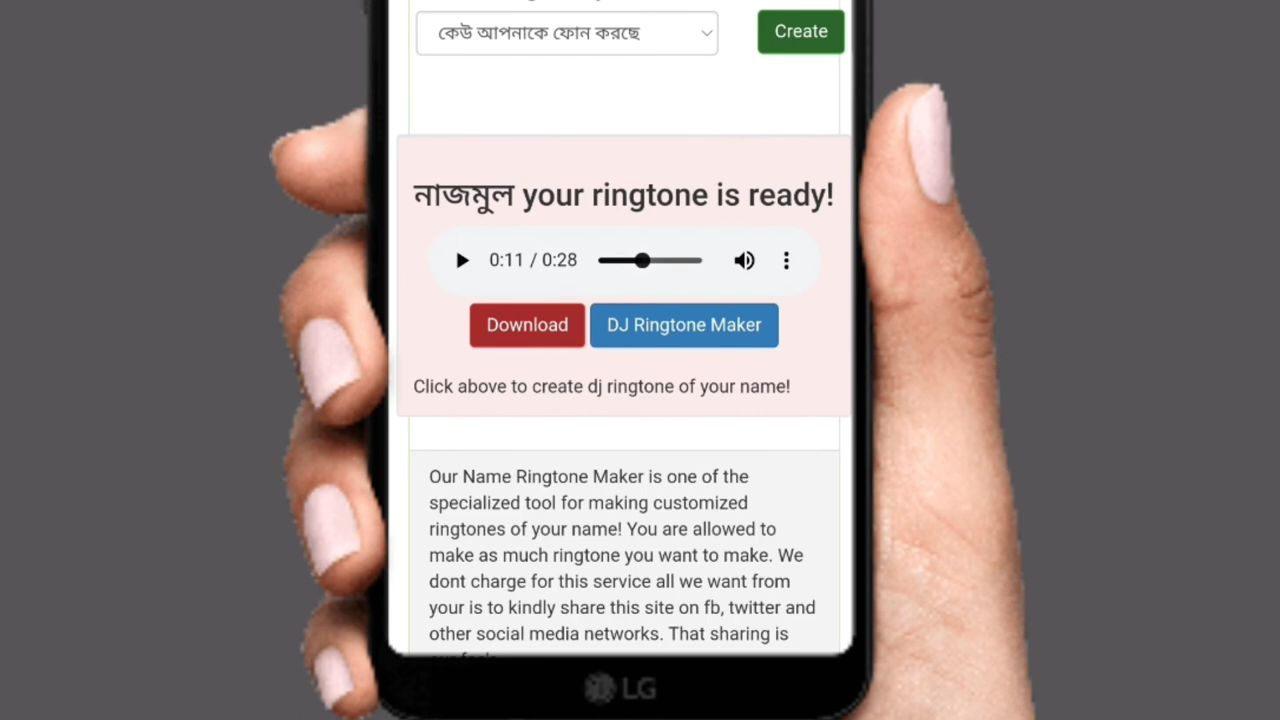 কেউ আপনাকে ফোন করছে
Create
নাজমুল your ringtone is ready!
0:11 / 0:28
Download
DJ Ringtone Maker
Click above to create dj ringtone of your name!
Our Name Ringtone Maker is one of the
specialized tool for making customized
ringtones of your name! You are allowed to
make as much ringtone you want to make. We
dont charge for this service all we want from
your is to kindly share this site on fb, twitter and
other social media networks. That sharing is
LG